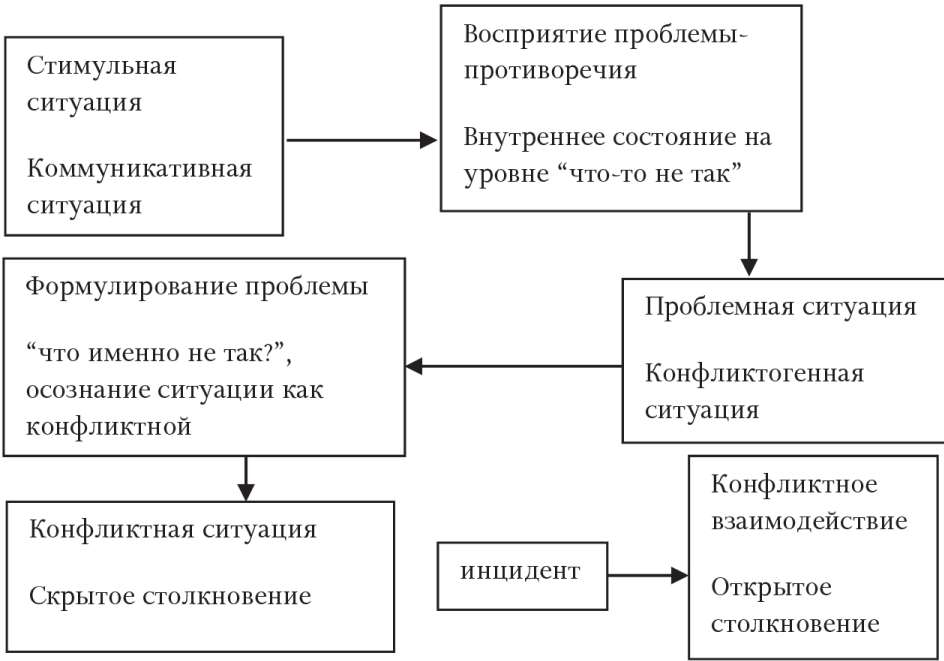 Стимульная
ситуация
Коммуникативная
ситуация
Восприятие проблемы-
противоречия
Внутреннее состояние на
уровне “что-то не так”
Проблемная ситуация
Конфликтогенная
ситуация
Формулирование проблемы
“что именно не так?”,
осознание ситуации как
конфликтной
Конфликтная ситуация
Скрытое столкновение
инцидент
Конфликтное
взаимодействие
Открытое
столкновение